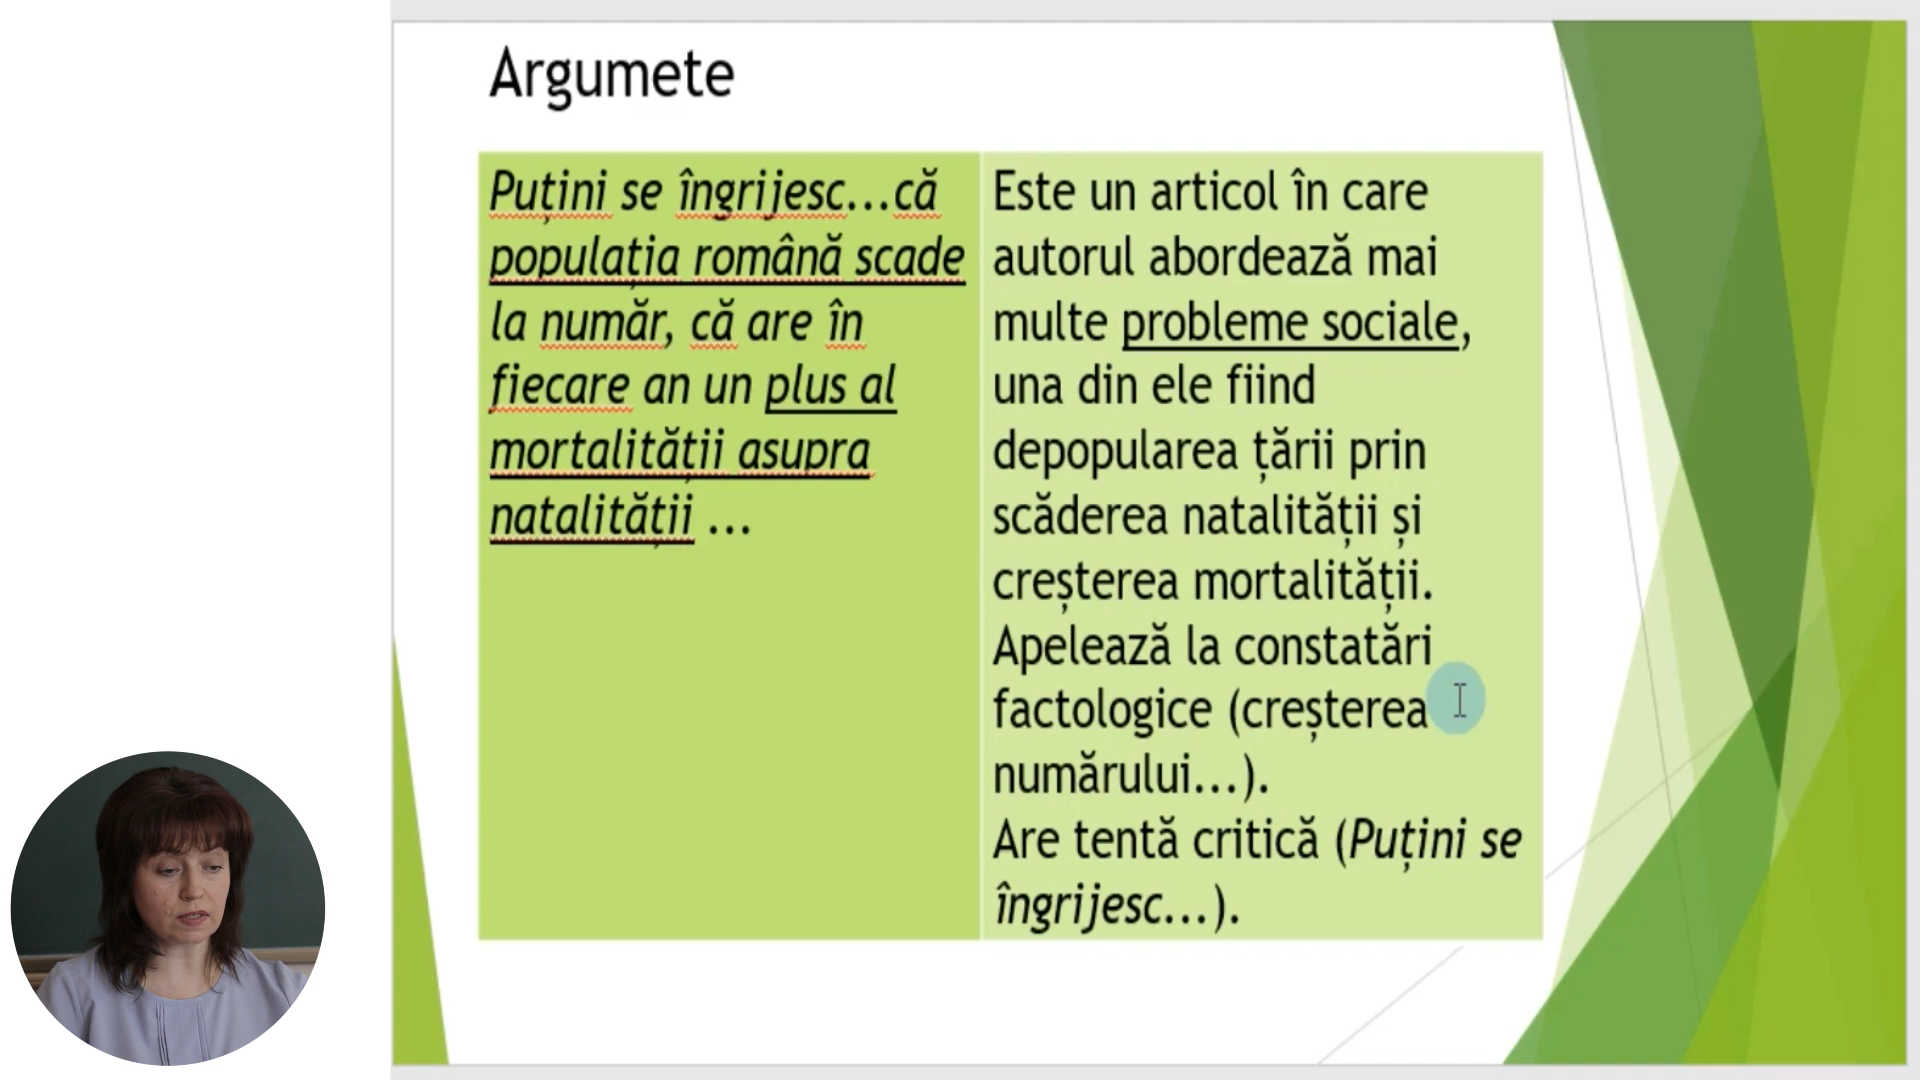 Argumete
Puțini se îngrijesc...că
populația română scade
la număr, că are în
fiecare an un plus al
mortalității asupra
natalității ...
Este un articol în care
autorul abordează mai
multe probleme sociale,
una din ele fiind
depopularea țării prin
scăderea natalității și
creșterea mortalității.
Apelează la constatări
factologice (creșterea
numărului...).
Are tentă critică (Puțini se
îngrijesc...).